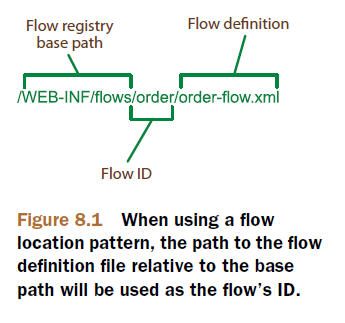 Flow registry
base path
Flow definition
/WEB-INF/flows/order/order-flow.xml
Flow ID
Figure 8.1 When using a flow
location pattern, the path to the flow
definition file relative to the base
path will be used as the flow's ID.